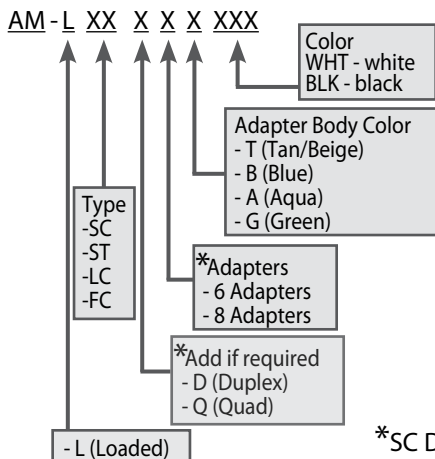 AM - L XX X X X XXX
Color
WHT - white
BLK - black
Adapter Body Color
- T (Tan/Beige)
- B (Blue)
- A (Aqua)
- G (Green)
Type
-SC
-ST
-LC
-FC
*Adapters
- 6 Adapters
- 8 Adapters
*Add if required
- D (Duplex)
- Q (Quad)
- L (Loaded)
*SC D